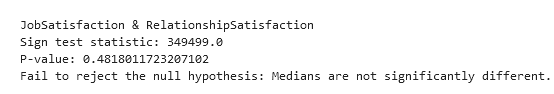 JobSatisfaction & RelationshipSatisfaction
Sign test statistic: 349499.0
P-value: 0.4818011723207102
Fail to reject the null hypothesis: Medians are not significantly different.